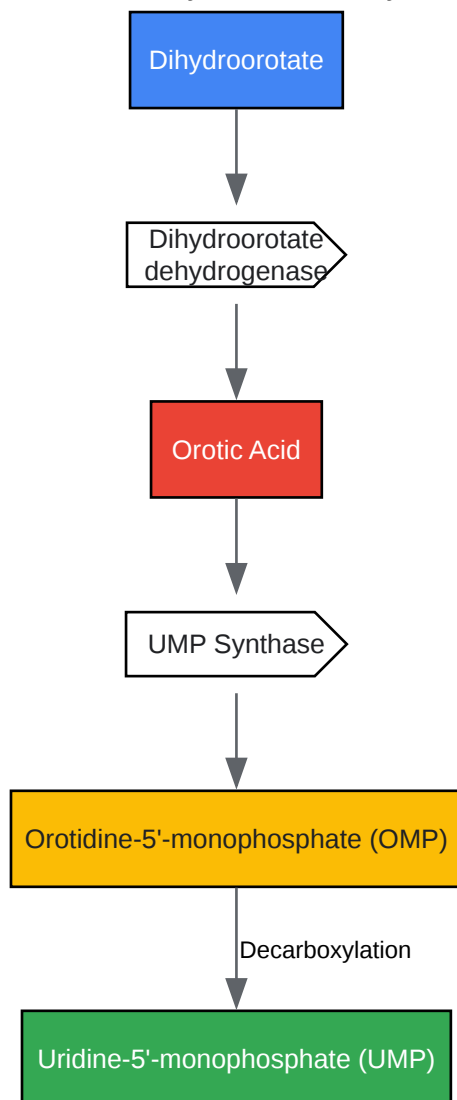 Dihydroorotate
Dihydroorotate
dehydrogenase
Orotic Acid
UMP Synthase
Orotidine-5'-monophosphate (OMP)
Decarboxylation
Uridine-5'-monophosphate (UMP)